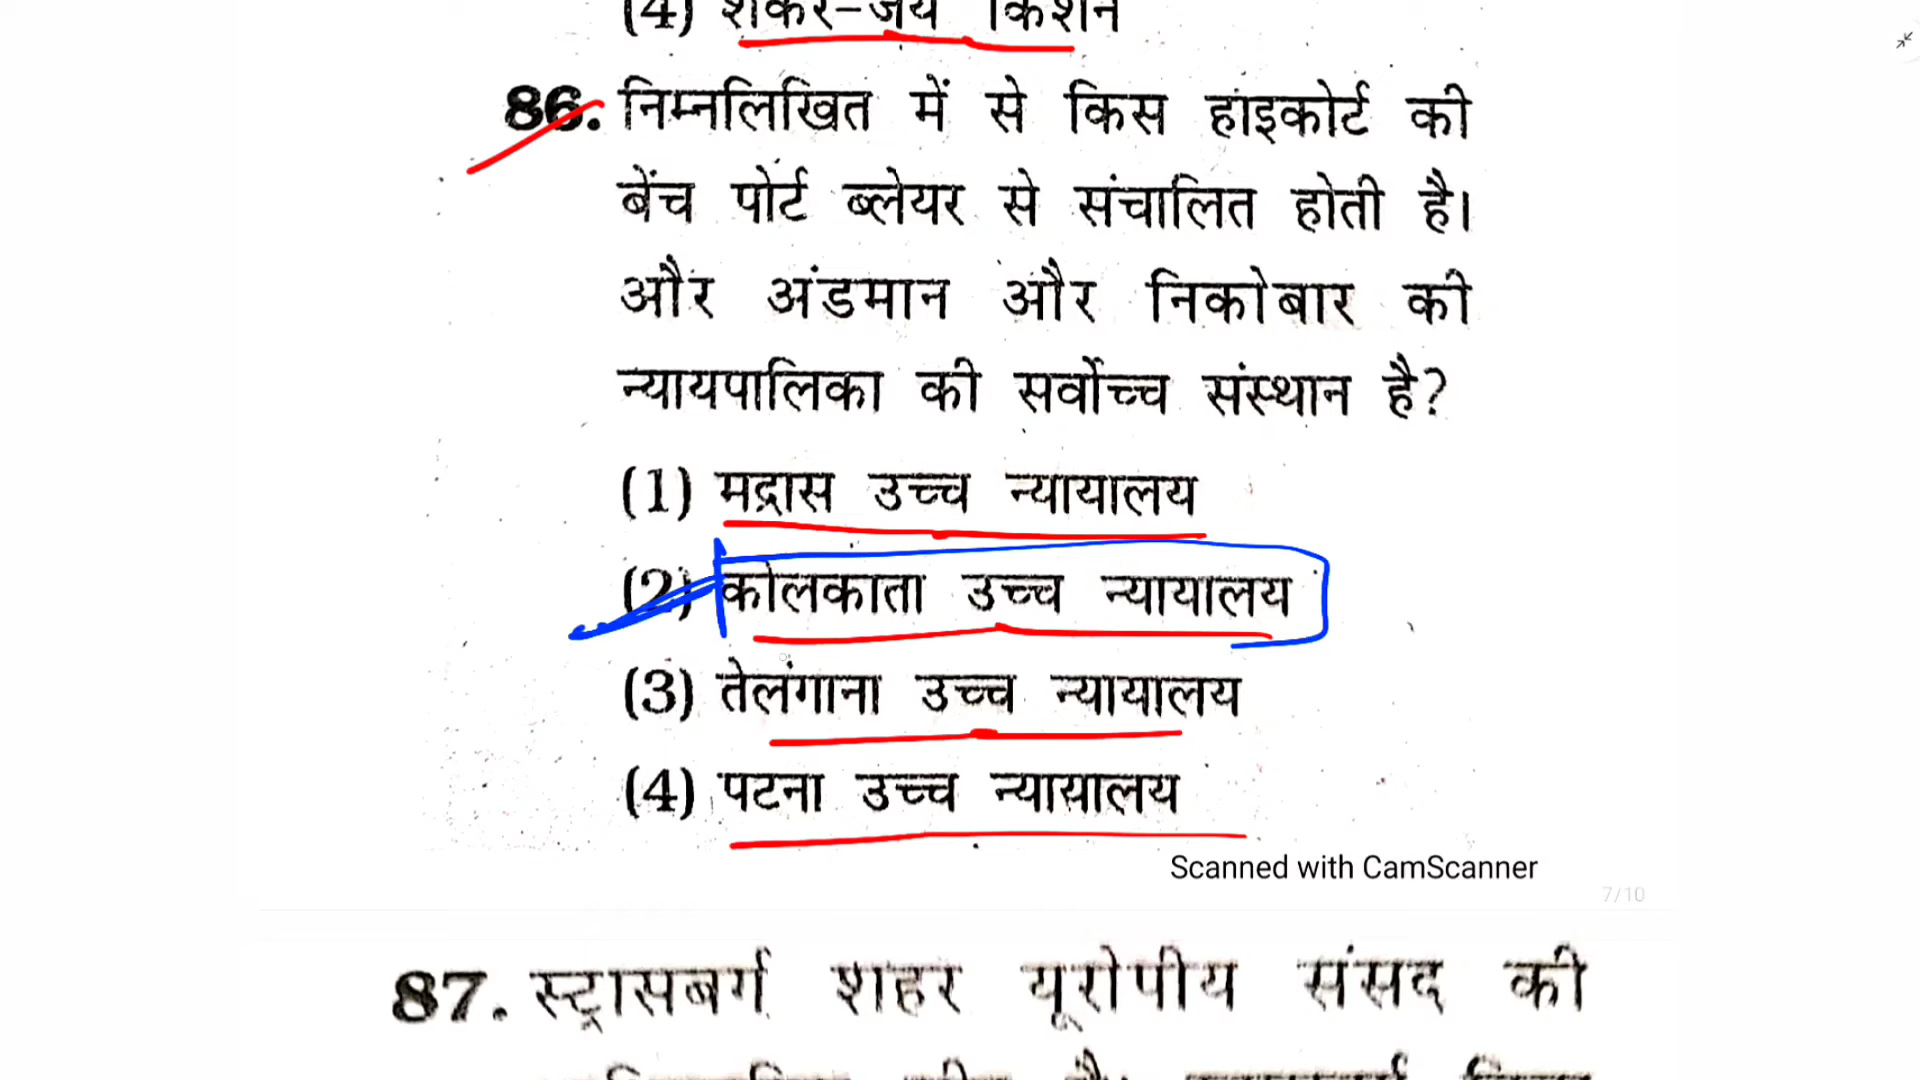 (4) शंकर-जय किशन
86. निम्नलिखित में से किस हाइकोर्ट की
बेंच पोर्ट ब्लेयर से संचालित होती है।
और अंडमान और निकोबार की
न्यायपालिका की सर्वोच्च संस्थान है?
(1) मद्रास उच्च न्यायालय
(2) कोलकाता उच्च न्यायालय
(3) तेलंगाना उच्च न्यायालय
(4) पटना उच्च न्यायालय
Scanned with CamScanner
7/10
87. स्ट्रासबर्ग शहर यूरोपीय संसद की